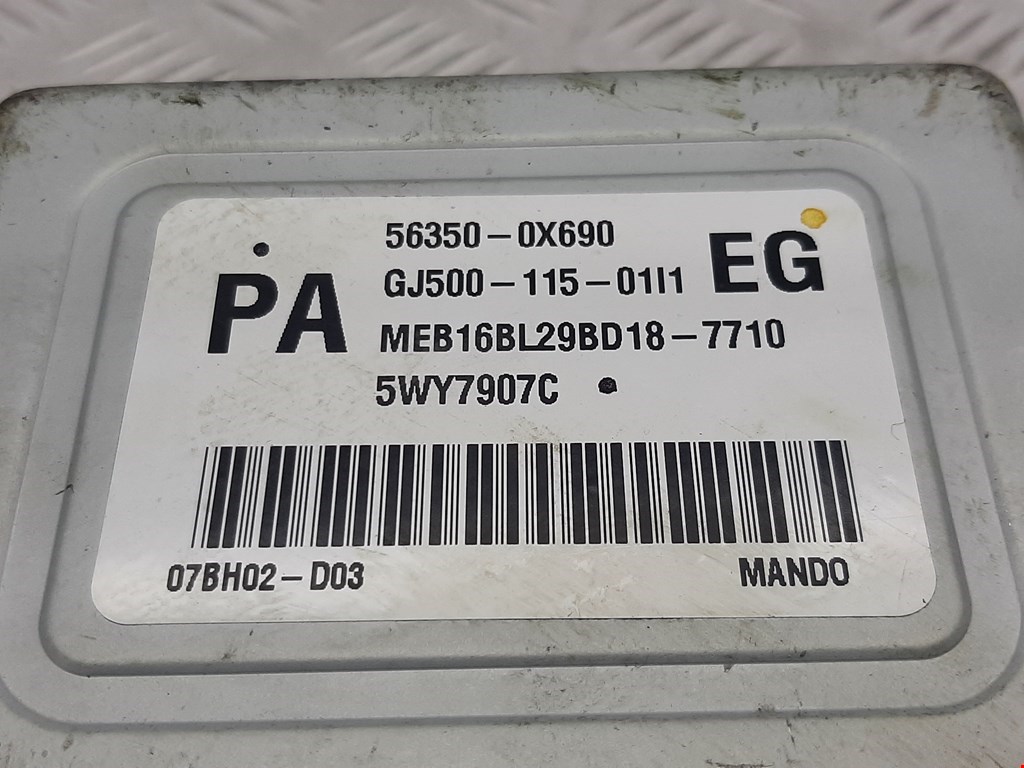 56350-0X690
PA
GJ500-115-01I1
EG
MEB16BL29BD18-7710
5WY7907C
07BH02-D03
MANDO